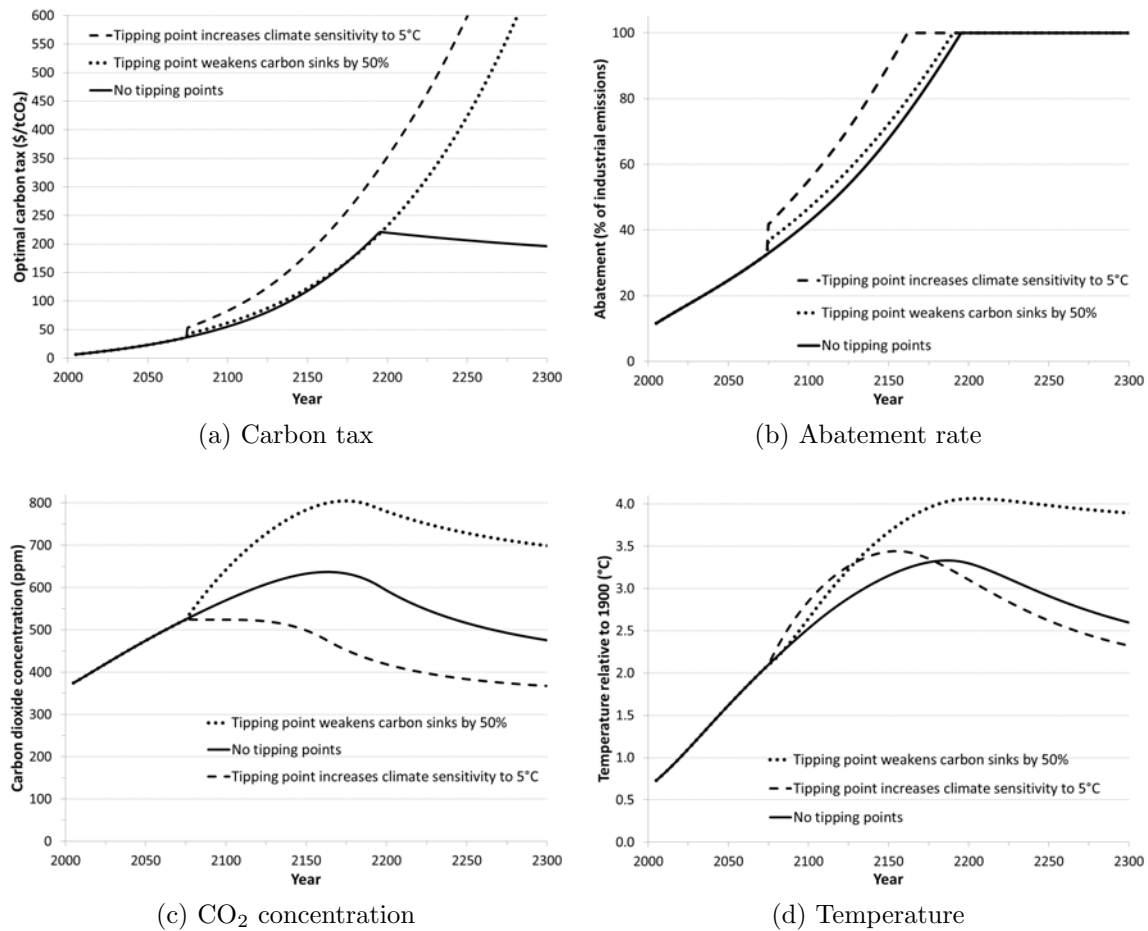 600
550
500
450
400
350
300
250
200
150
100
50
0
Optimal carbon tax ($/tCO₂)
Tipping point increases climate sensitivity to 5°C
Tipping point weakens carbon sinks by 50%
No tipping points
2000 2050 2100 2150 2200 2250 2300
Year
(a) Carbon tax
100
80
60
40
20
0
Abatement (% of industrial emissions)
Tipping point increases climate sensitivity to 5°C
Tipping point weakens carbon sinks by 50%
No tipping points
2000 2050 2100 2150 2200 2250 2300
Year
(b) Abatement rate
800
700
600
500
400
300
200
100
0
Carbon dioxide concentration (ppm)
Tipping point weakens carbon sinks by 50%
No tipping points
Tipping point increases climate sensitivity to 5°C
2000 2050 2100 2150 2200 2250 2300
Year
(c) CO₂ concentration
4.0
3.5
3.0
2.5
2.0
1.5
1.0
0.5
0.0
Temperature relative to 1900 (°C)
Tipping point weakens carbon sinks by 50%
Tipping point increases climate sensitivity to 5°C
No tipping points
2000 2050 2100 2150 2200 2250 2300
Year
(d) Temperature